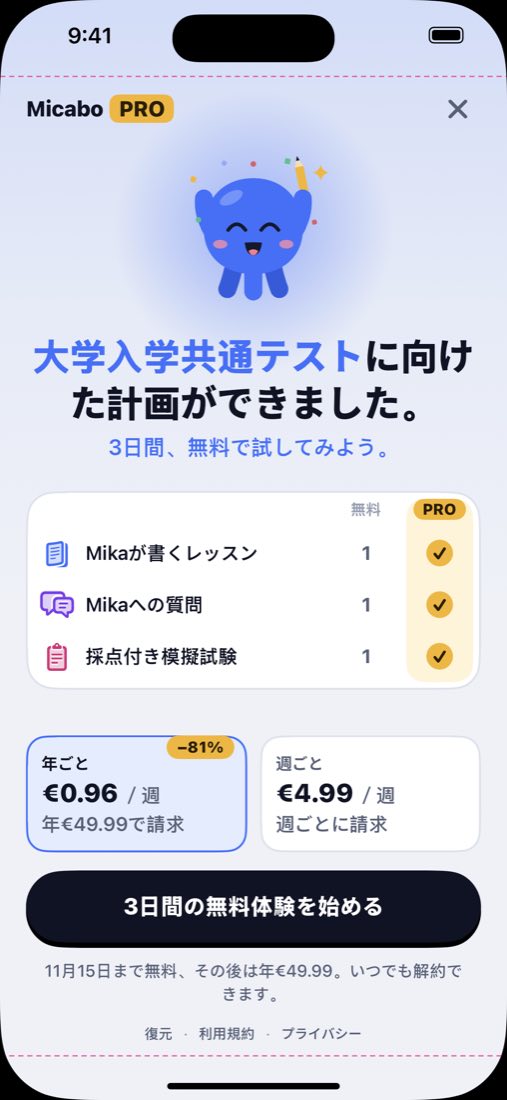 9:41
Micabo PRO
大学入学共通テストに向け
た計画ができました。
3日間、無料で試してみよう。
無料 PRO
Mikaが書くレッスン 1
Mikaへの質問 1
採点付き模擬試験 1
−81%
年ごと
€0.96 / 週
年€49.99で請求
週ごと
€4.99 / 週
週ごとに請求
3日間の無料体験を始める
11月15日まで無料、その後は年€49.99。いつでも解約で
きます。
復元 · 利用規約 · プライバシー